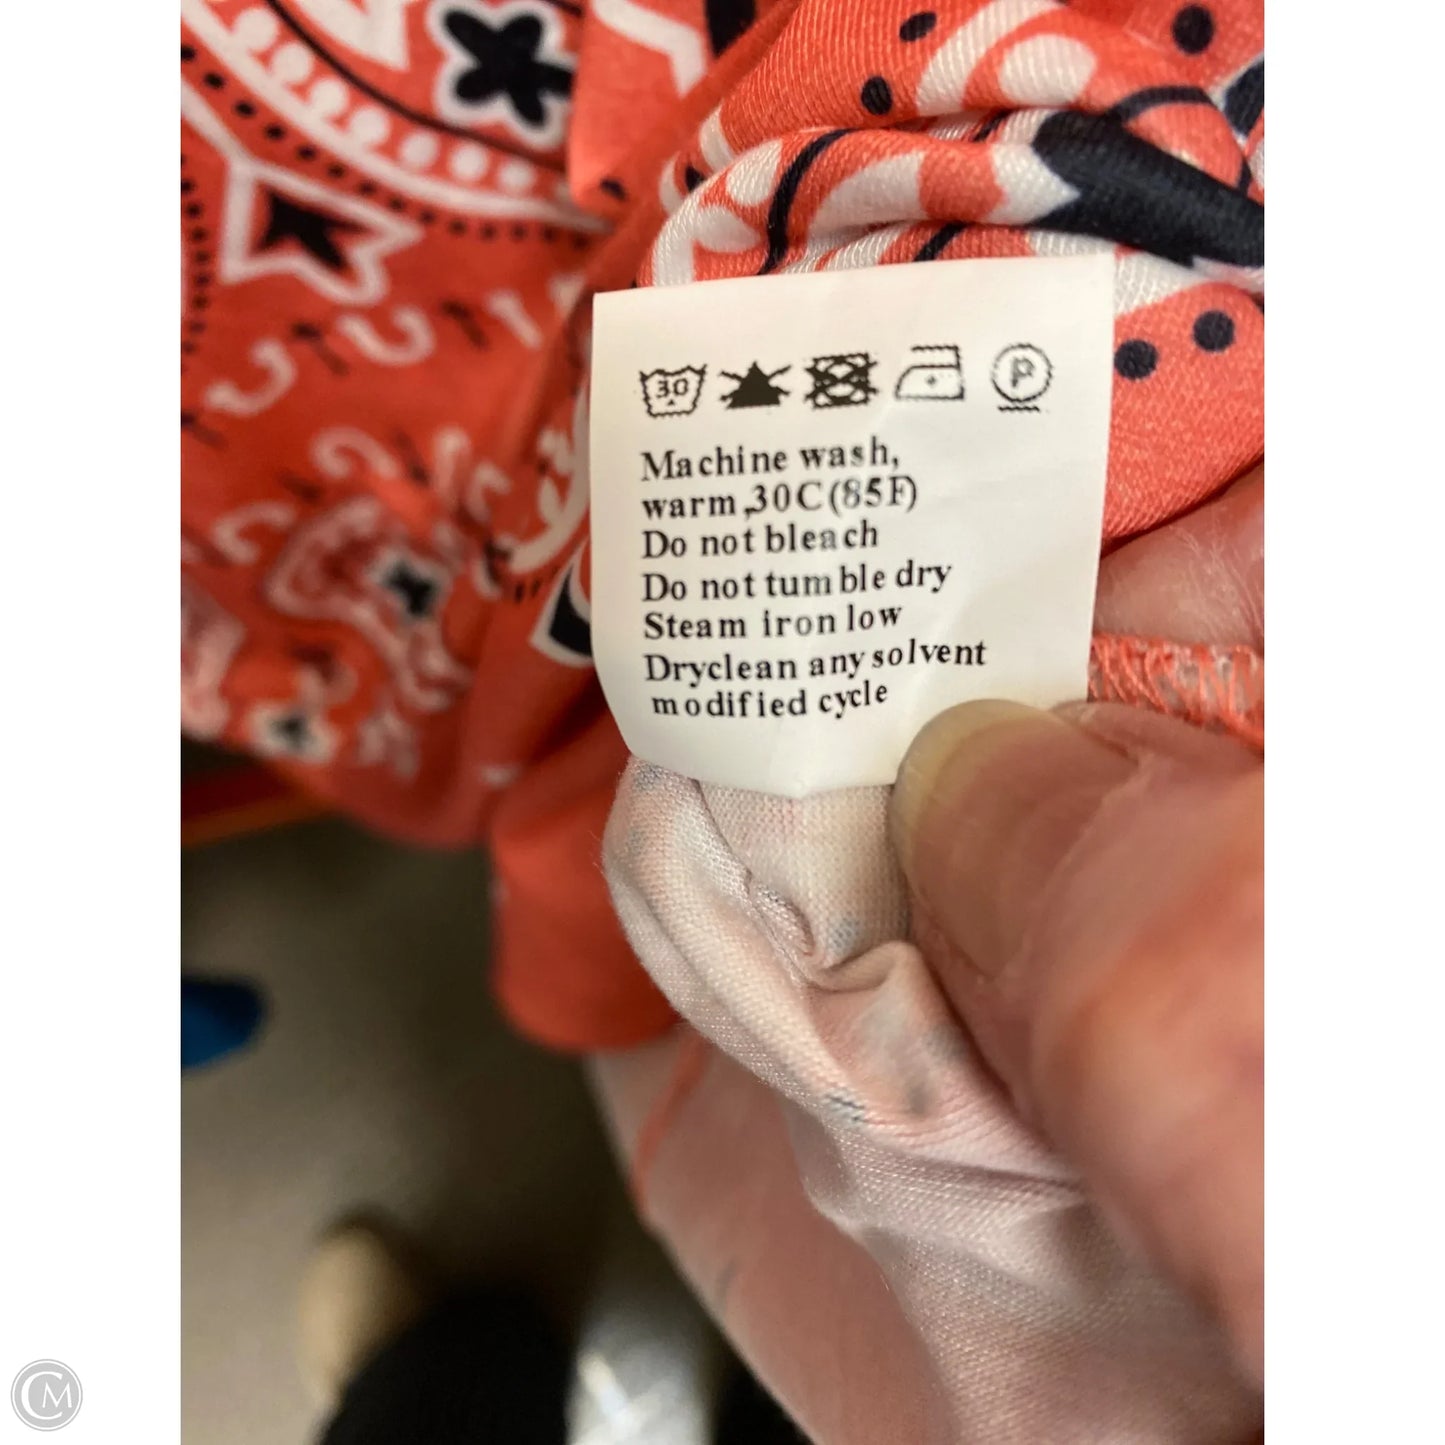 30 P
Machine wash,
warm,30C(85F)
Do not bleach
Do not tumble dry
Steam iron low
Dryclean any solvent
modified cycle
CM